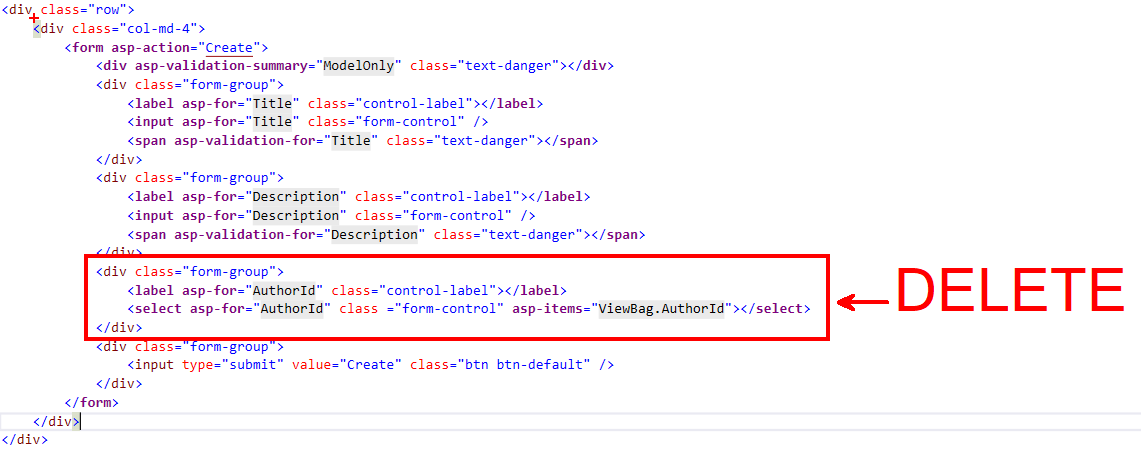 <div class="row">
<div class="col-md-4">
<form asp-action="Create">
<div asp-validation-summary="ModelOnly" class="text-danger"></div>
<div class="form-group">
<label asp-for="Title" class="control-label"></label>
<input asp-for="Title" class="form-control" />
<span asp-validation-for="Title" class="text-danger"></span>
</div>
<div class="form-group">
<label asp-for="Description" class="control-label"></label>
<input asp-for="Description" class="form-control" />
<span asp-validation-for="Description" class="text-danger"></span>
</div>
<div class="form-group">
<label asp-for="AuthorId" class="control-label"></label>
<select asp-for="AuthorId" class ="form-control" asp-items="ViewBag.AuthorId"></select>
</div>
DELETE
<div class="form-group">
<input type="submit" value="Create" class="btn btn-default" />
</div>
</form>
</div>
</div>